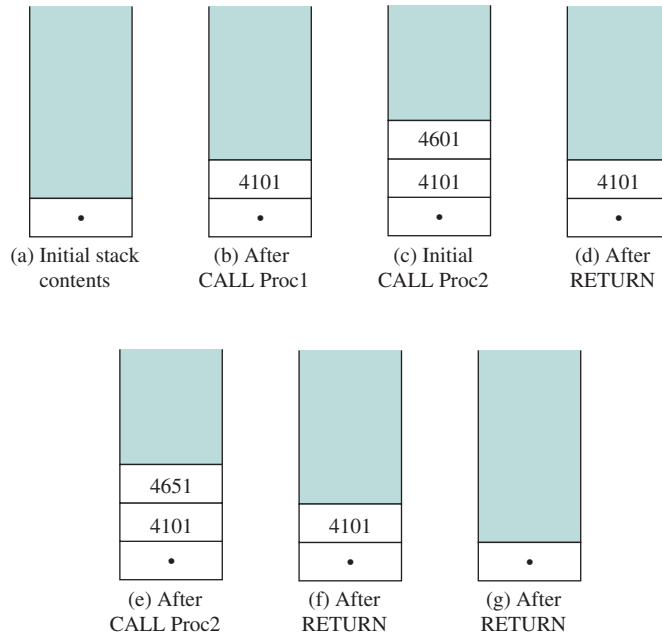 4101
4601
4101
4101
(a) Initial stack
contents
(b) After
CALL Proc1
(c) Initial
CALL Proc2
(d) After
RETURN
4651
4101
4101
(e) After
CALL Proc2
(f) After
RETURN
(g) After
RETURN